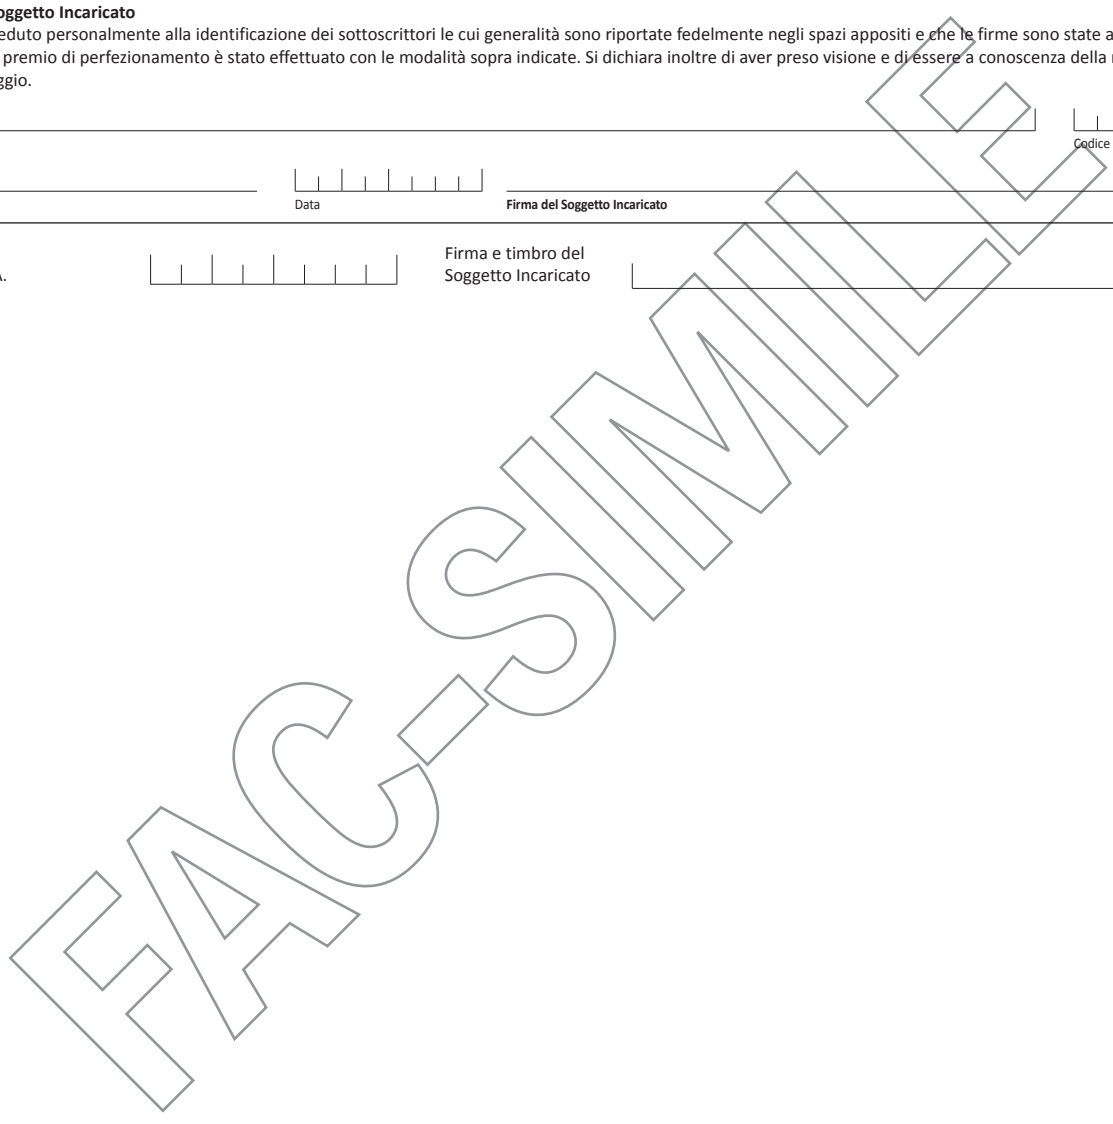 oggetto Incaricato
eduto personalmente alla identificazione dei sottoscrittori le cui generalità sono riportate fedelmente negli spazi appositi e che le firme sono state a
premio di perfezionamento è stato effettuato con le modalità sopra indicate. Si dichiara inoltre di aver preso visione e di essere a conoscenza della
ggio.
Codice
Data
Firma del Soggetto Incaricato
Firma e timbro del
A.
Soggetto Incaricato
FAC-SIMILE